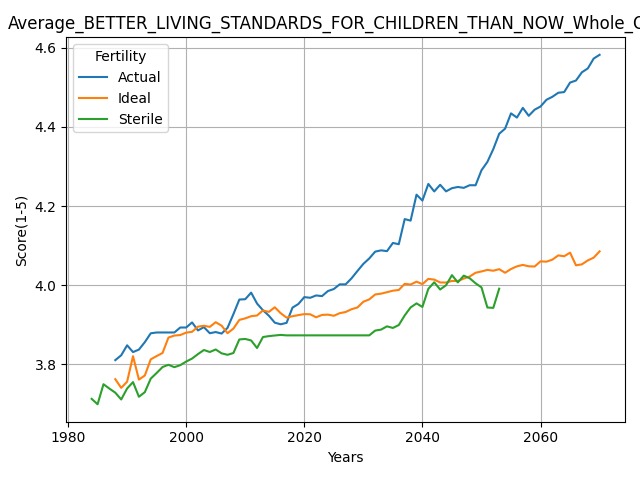 Average_BETTER_LIVING_STANDARDS_FOR_CHILDREN_THAN_NOW_Whole_
4.6
4.4
4.2
4.0
3.8
Score(1-5)
Fertility
Actual
Ideal
Sterile
1980 2000 2020 2040 2060
Years